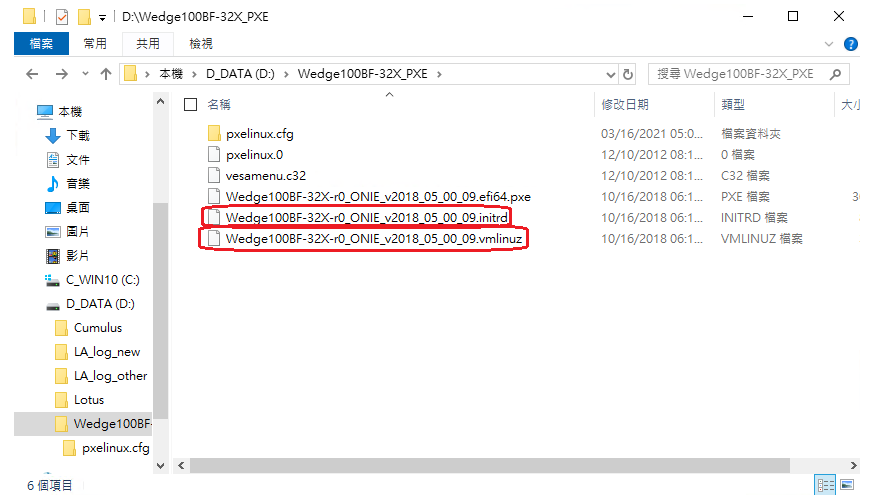 D:\Wedge100BF-32X_PXE
檔案 常用 共用 檢視
本機 D_DATA (D:) Wedge100BF-32X_PXE 搜尋 Wedge100BF-32X_PXE
名稱 修改日期 類型 大小
本機
下載
文件
音樂
桌面
圖片
影片
C_WIN10 (C:)
D_DATA (D:)
Cumulus
LA_log_new
LA_log_other
Lotus
Wedge100BF-
pxelinux.cfg
pxelinux.cfg 03/16/2021 05:0... 檔案資料夾
pxelinux.0 12/10/2012 08:1... 0 檔案
vesamenu.c32 12/10/2012 08:1... C32 檔案
Wedge100BF-32X-r0_ONIE_v2018_05_00_09.efi64.pxe 10/16/2018 06:1... PXE 檔案
Wedge100BF-32X-r0_ONIE_v2018_05_00_09.initrd 10/16/2018 06:1... INITRD 檔案
Wedge100BF-32X-r0_ONIE_v2018_05_00_09.vmlinuz 10/16/2018 06:1... VMLINUZ 檔案
6 個項目